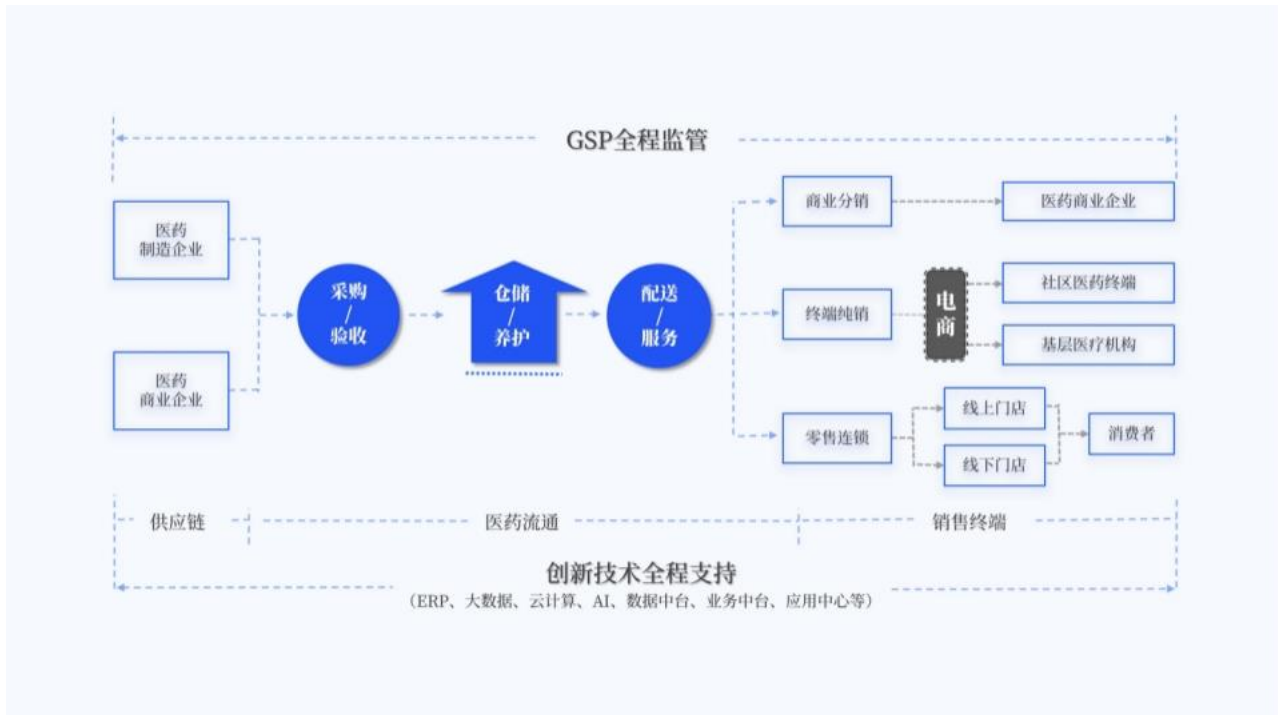 GSP全程监管
医药
制造企业
医药
商业企业
采购
/
验收
仓储
/
养护
配送
/
服务
商业分销
医药商业企业
终端纯销
电
商
社区医药终端
基层医疗机构
零售连锁
线上门店
线下门店
消费者
供应链
医药流通
销售终端
创新技术全程支持
（ERP、大数据、云计算、AI、数据中台、业务中台、应用中心等）